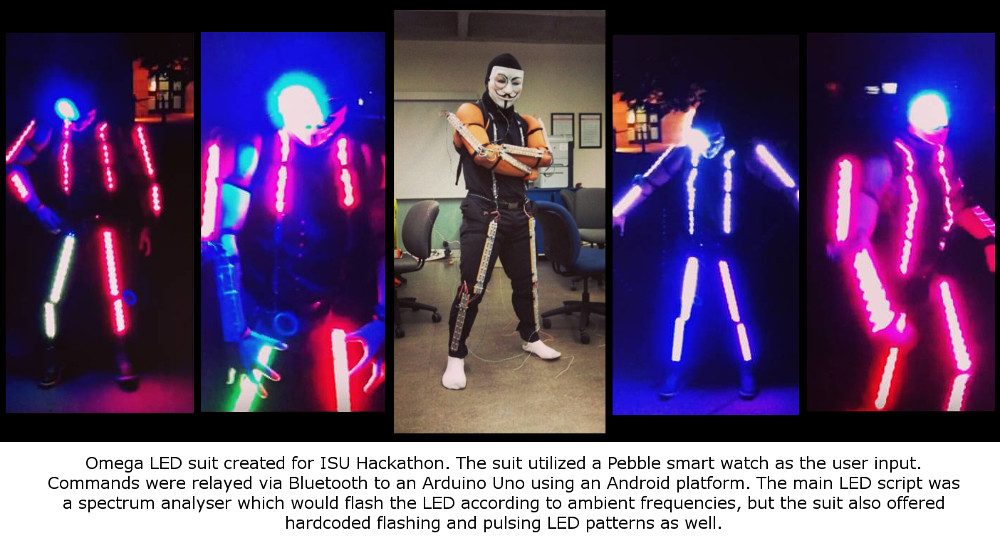 Omega LED suit created for ISU Hackathon. The suit utilized a Pebble smart watch as the user input.
Commands were relayed via Bluetooth to an Arduino Uno using an Android platform. The main LED script was
a spectrum analyser which would flash the LED according to ambient frequencies, but the suit also offered
hardcoded flashing and pulsing LED patterns as well.